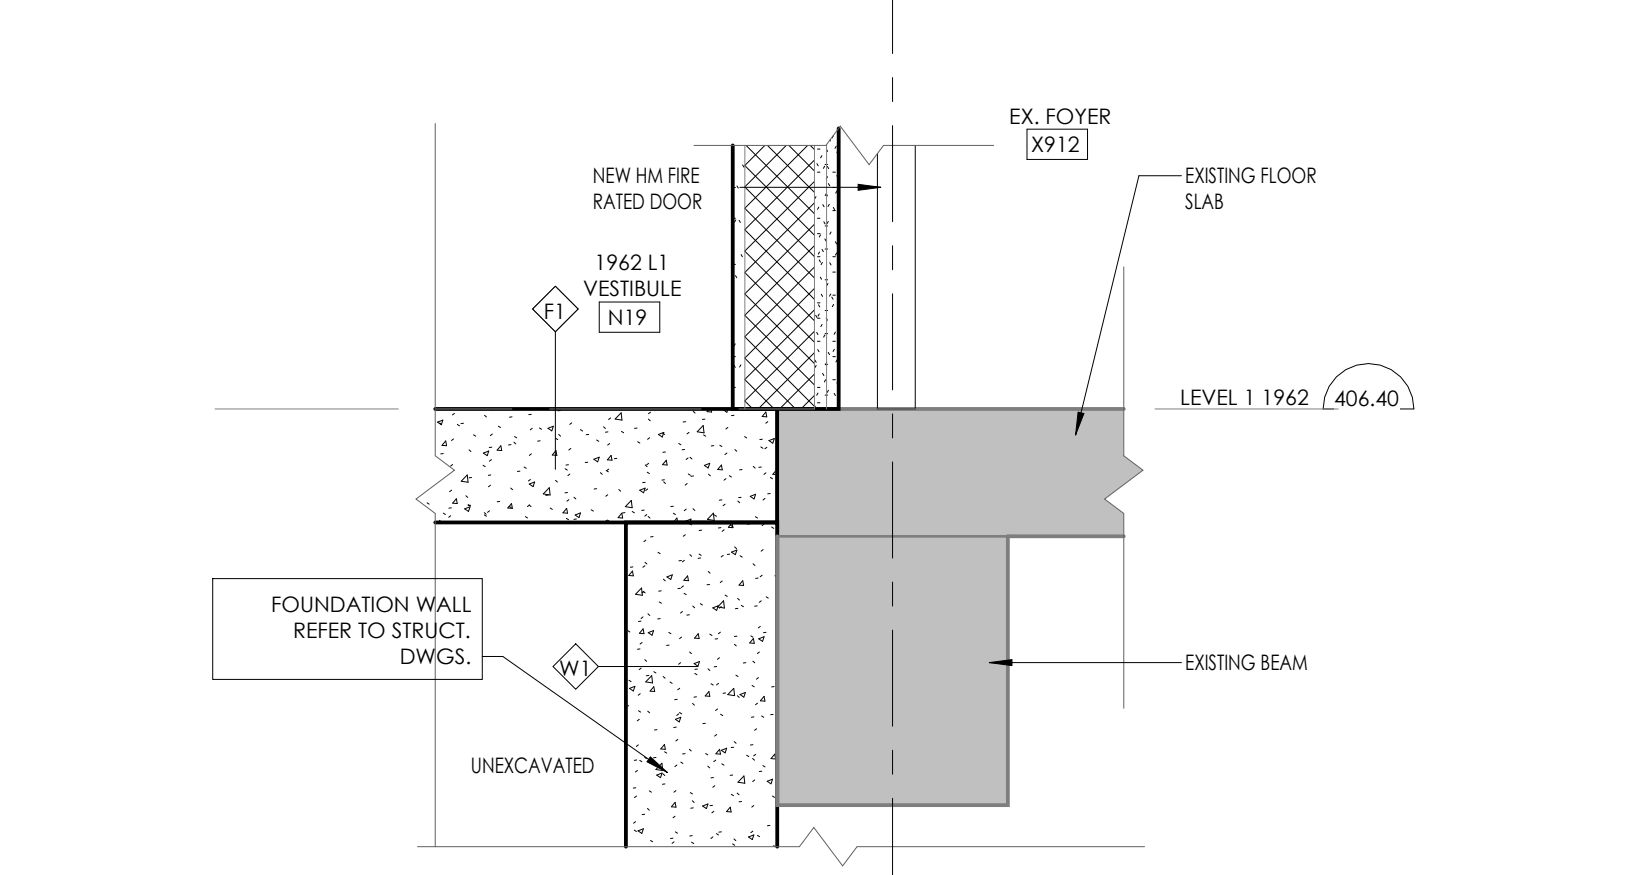 EX. FOYER
X912
NEW HM FIRE
RATED DOOR
EXISTING FLOOR
SLAB
1962 L1
VESTIBULE
N19
F1
LEVEL 1 1962
406.40
FOUNDATION WALL
REFER TO STRUCT.
DWGS.
W1
EXISTING BEAM
UNEXCAVATED